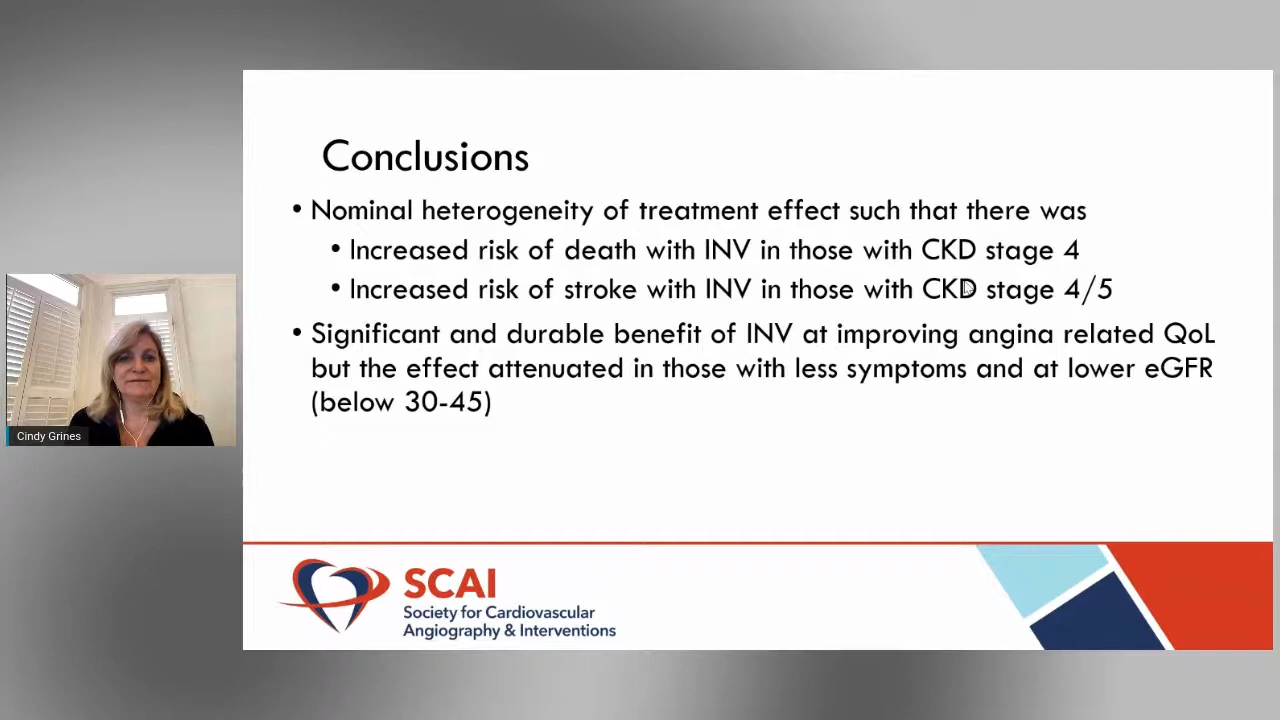 Conclusions
• Nominal heterogeneity of treatment effect such that there was
• Increased risk of death with INV in those with CKD stage 4
• Increased risk of stroke with INV in those with CKD stage 4/5
• Significant and durable benefit of INV at improving angina related QoL
but the effect attenuated in those with less symptoms and at lower eGFR
(below 30-45)
Cindy Grines
SCAI
Society for Cardiovascular
Angiography & Interventions